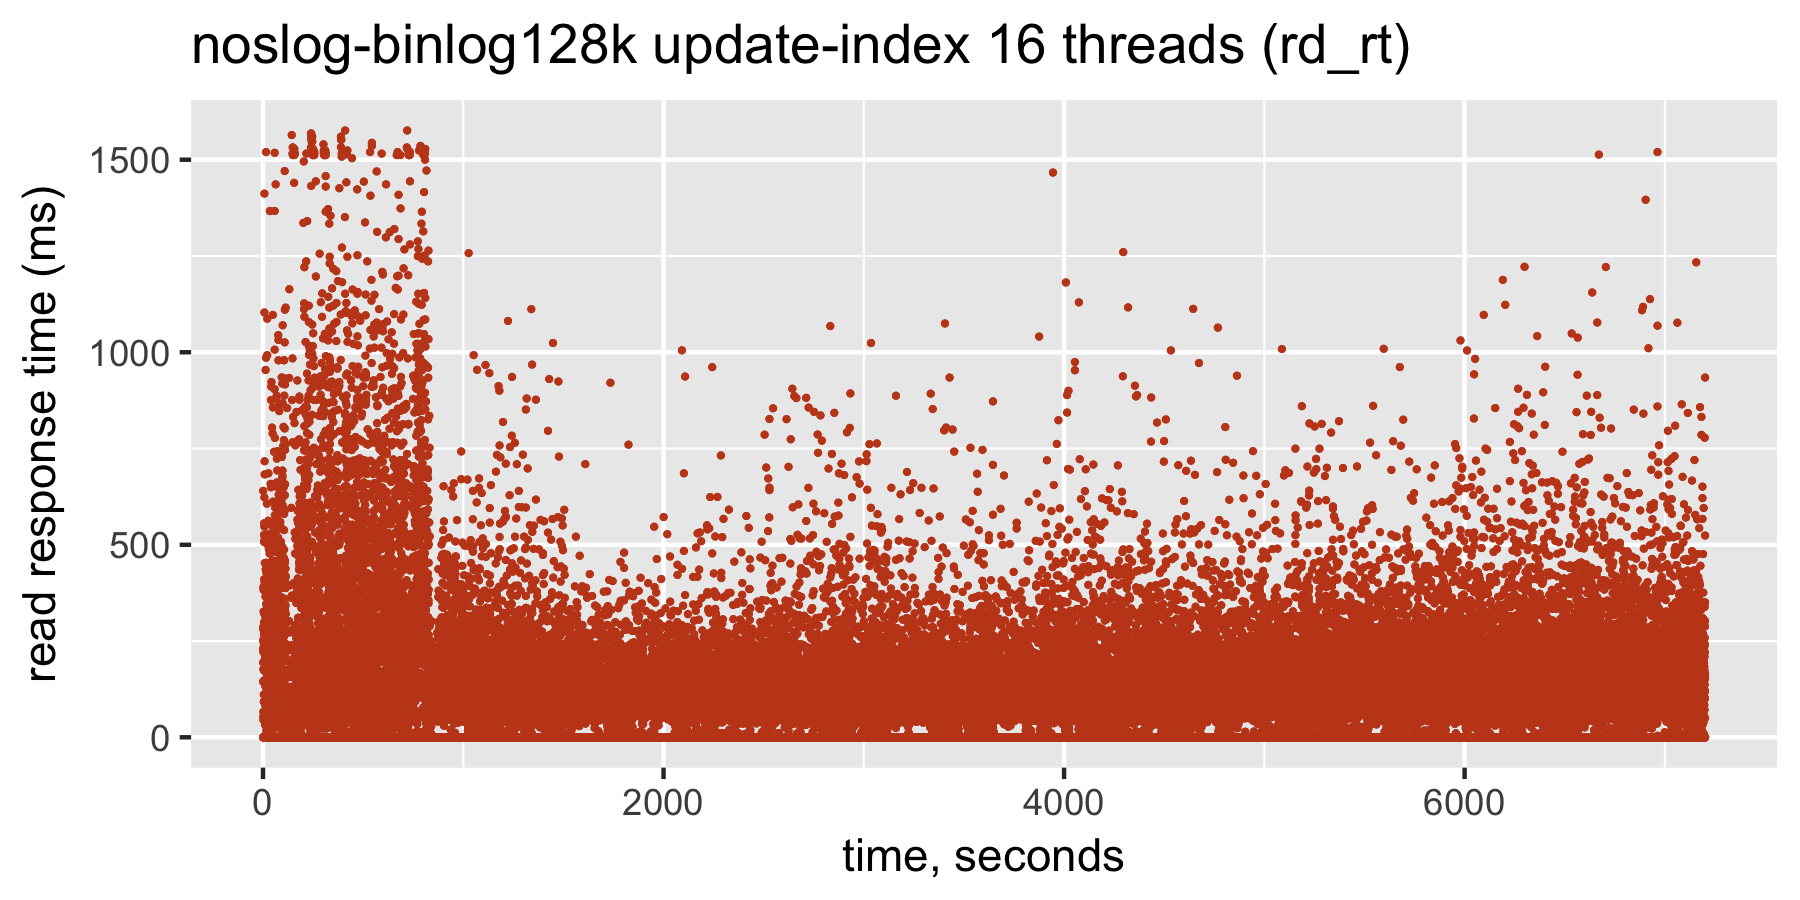 noslog-binlog128k update-index 16 threads (rd_rt)
read response time (ms)
1500
1000
500
0
0 2000 4000 6000
time, seconds